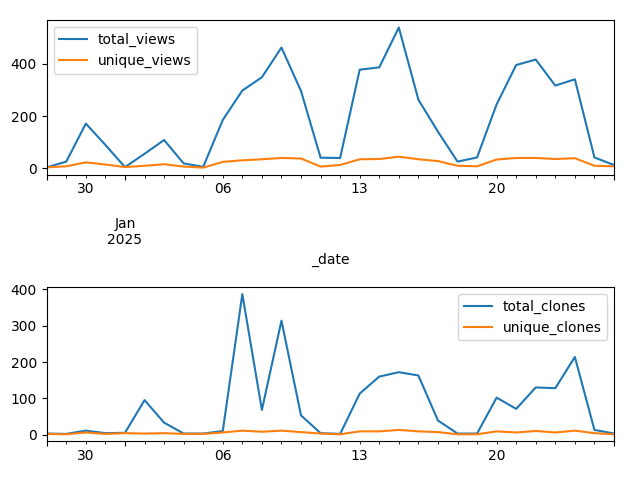 total_views
unique_views
400
200
0
30 06 13 20
Jan
2025
_date
400
300
200
100
0
total_clones
unique_clones
30 06 13 20